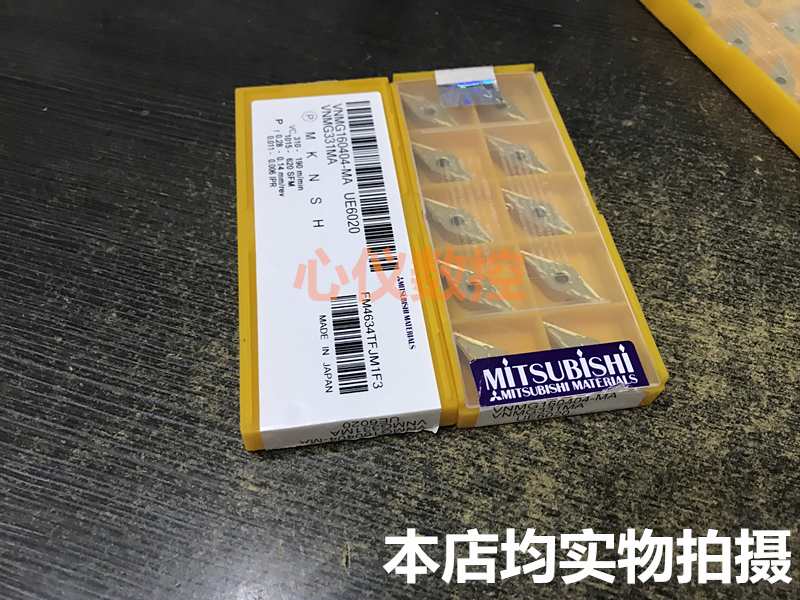 VNMG160404-MA UE6020
VNMG331MA
P M K N S H
VC 310 - 190 m/min
1015 - 620 SFM
P f 0.28 - 0.14 mm/rev
0.011 - 0.006 IPR
MITSUBISHI MATERIALS
FM4634TFJM1F3
MADE IN JAPAN
心仪数控
MITSUBISHI
MITSUBISHI MATERIALS
VNMG160404-MA
VNMG331MA
UE6020
本店均实物拍摄